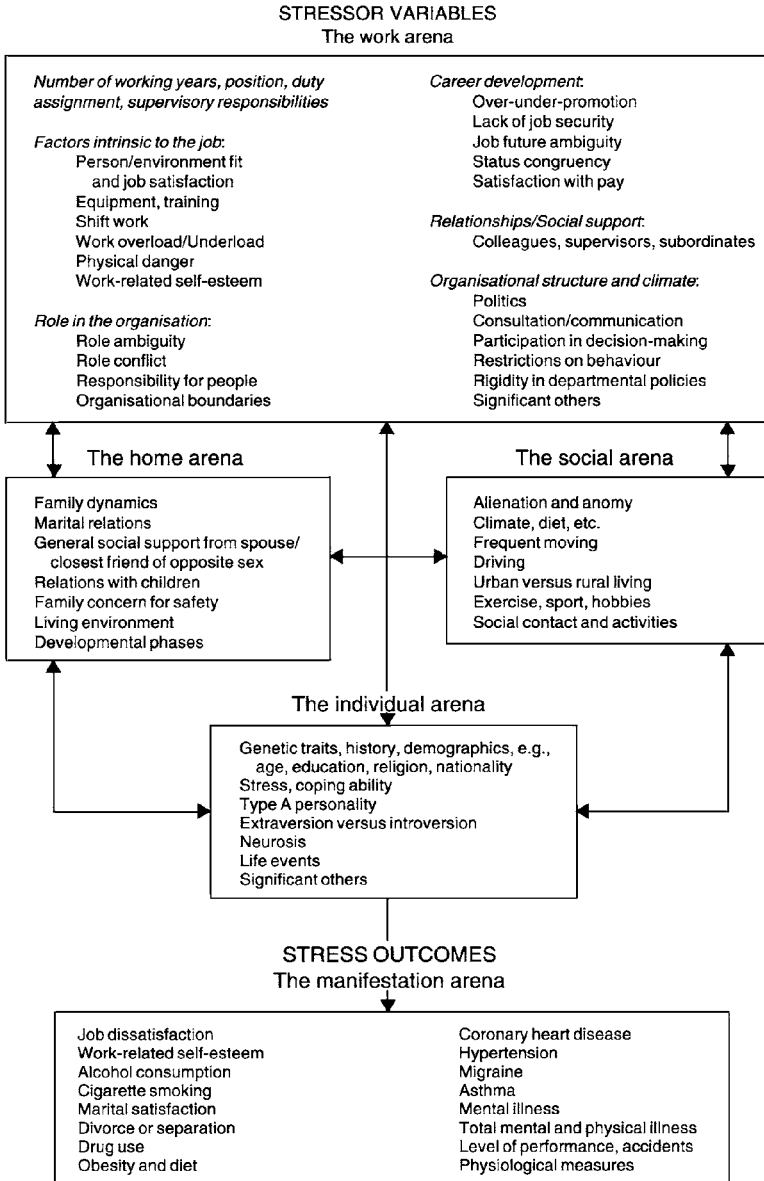 STRESSOR VARIABLES
The work arena
Number of working years, position, duty
assignment, supervisory responsibilities
Factors intrinsic to the job:
Person/environment fit
and job satisfaction
Equipment, training
Shift work
Work overload/Underload
Physical danger
Work-related self-esteem
Role in the organisation:
Role ambiguity
Role conflict
Responsibility for people
Organisational boundaries
Career development:
Over-under-promotion
Lack of job security
Job future ambiguity
Status congruency
Satisfaction with pay
Relationships/Social support:
Colleagues, supervisors, subordinates
Organisational structure and climate:
Politics
Consultation/communication
Participation in decision-making
Restrictions on behaviour
Rigidity in departmental policies
Significant others
The home arena
Family dynamics
Marital relations
General social support from spouse/
closest friend of opposite sex
Relations with children
Family concern for safety
Living environment
Developmental phases
The social arena
Alienation and anomy
Climate, diet, etc.
Frequent moving
Driving
Urban versus rural living
Exercise, sport, hobbies
Social contact and activities
The individual arena
Genetic traits, history, demographics, e.g.,
age, education, religion, nationality
Stress, coping ability
Type A personality
Extraversion versus introversion
Neurosis
Life events
Significant others
STRESS OUTCOMES
The manifestation arena
Job dissatisfaction
Work-related self-esteem
Alcohol consumption
Cigarette smoking
Marital satisfaction
Divorce or separation
Drug use
Obesity and diet
Coronary heart disease
Hypertension
Migraine
Asthma
Mental illness
Total mental and physical illness
Level of performance, accidents
Physiological measures